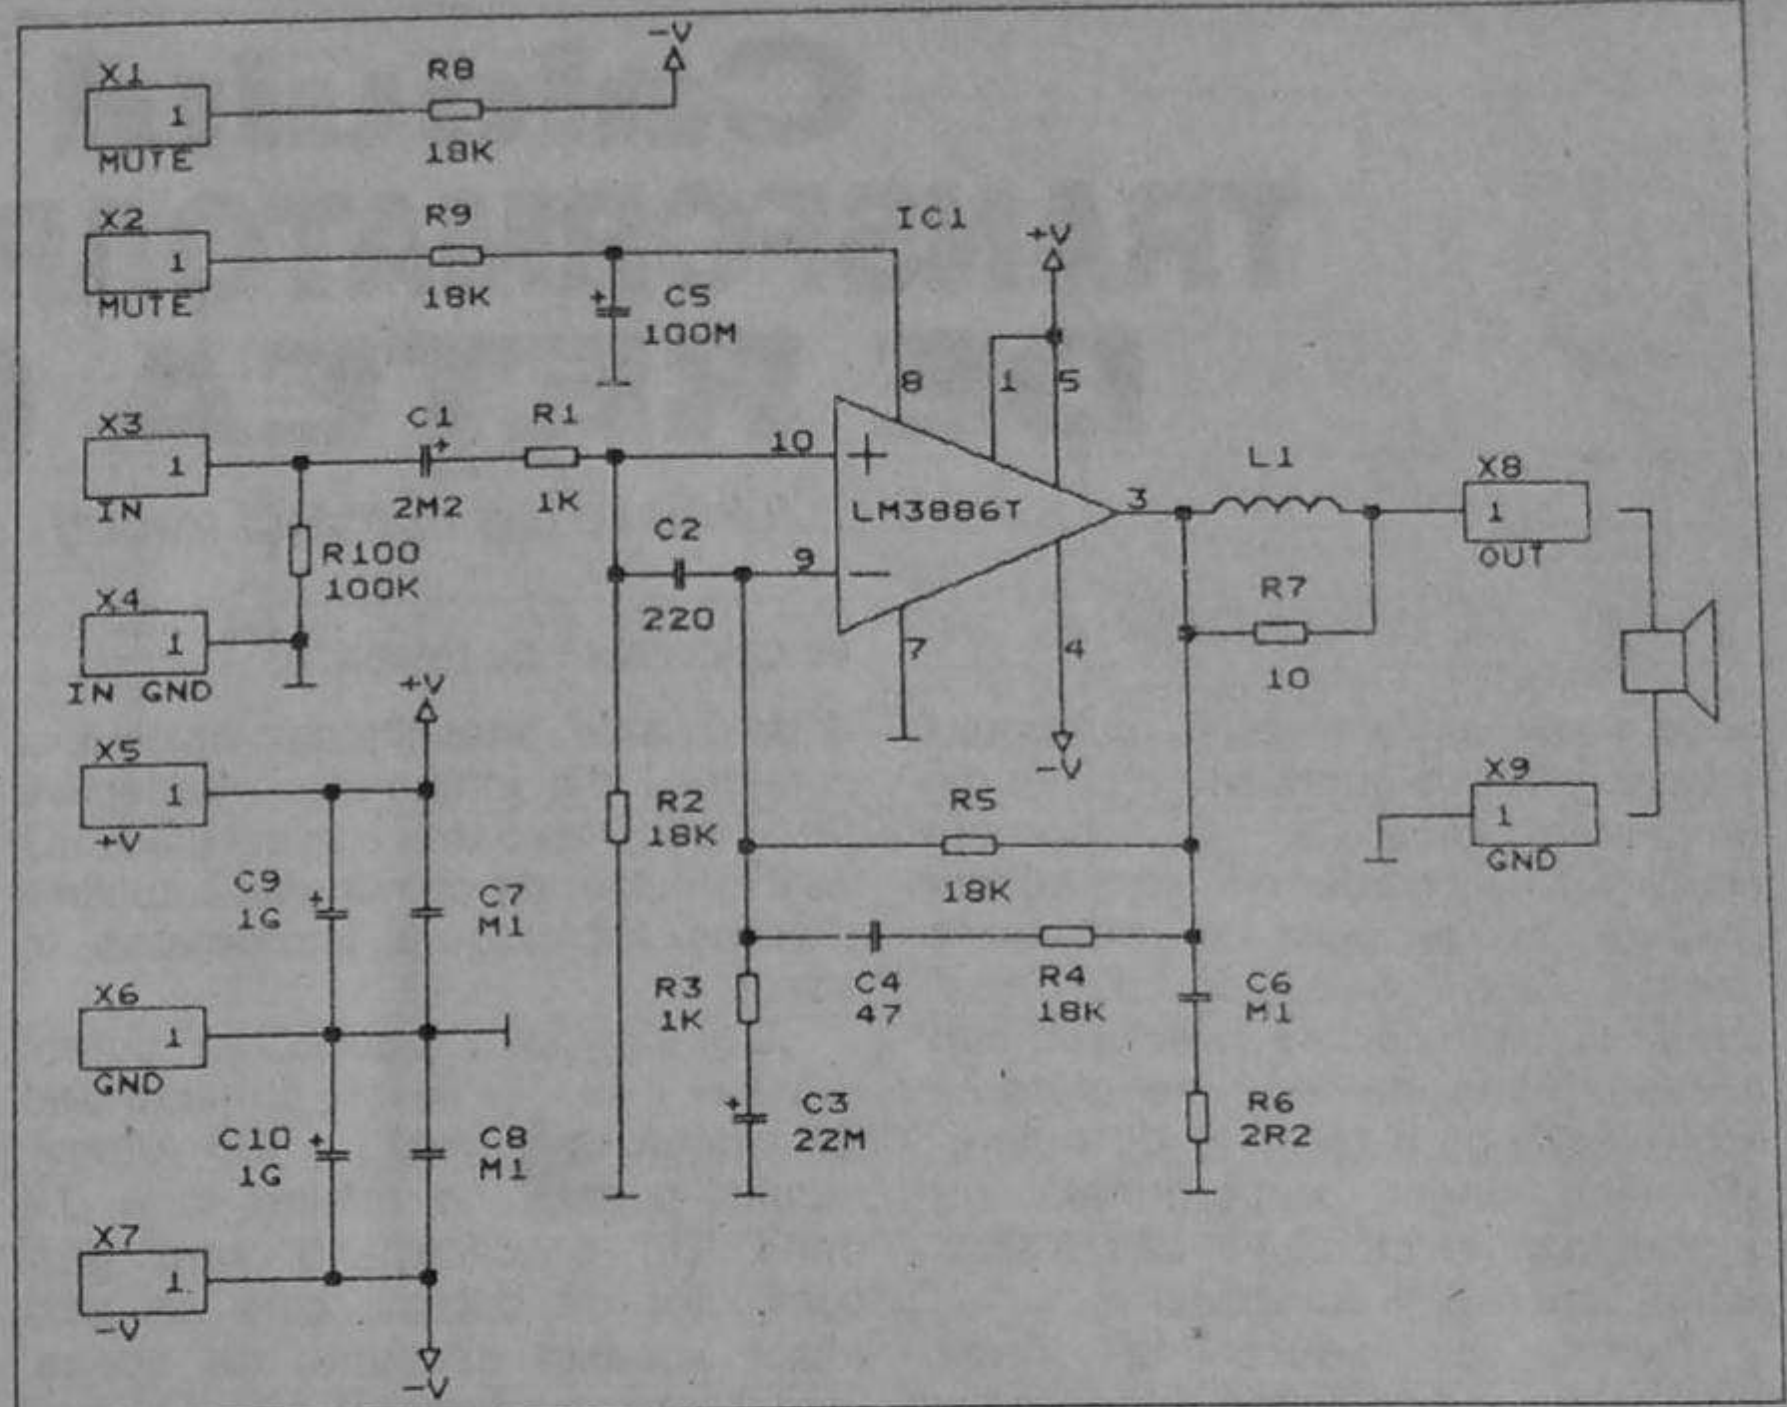 X1
1
MUTE
R8
18K
-V
X2
1
MUTE
R9
18K
C5
100M
+
IC1
+V
8
1
5
X3
1
IN
C1
+
2M2
R1
1K
10
+
LM3886T
3
L1
X8
1
OUT
R100
100K
C2
220
9
-
7
4
-V
R7
10
X4
1
IN GND
+V
X5
1
+V
R2
18K
R5
18K
X9
1
GND
C9
1G
+
C7
M1
X6
1
GND
R3
1K
C4
47
R4
18K
C6
M1
C10
1G
+
C8
M1
+
C3
22M
R6
2R2
X7
1
-V
-V